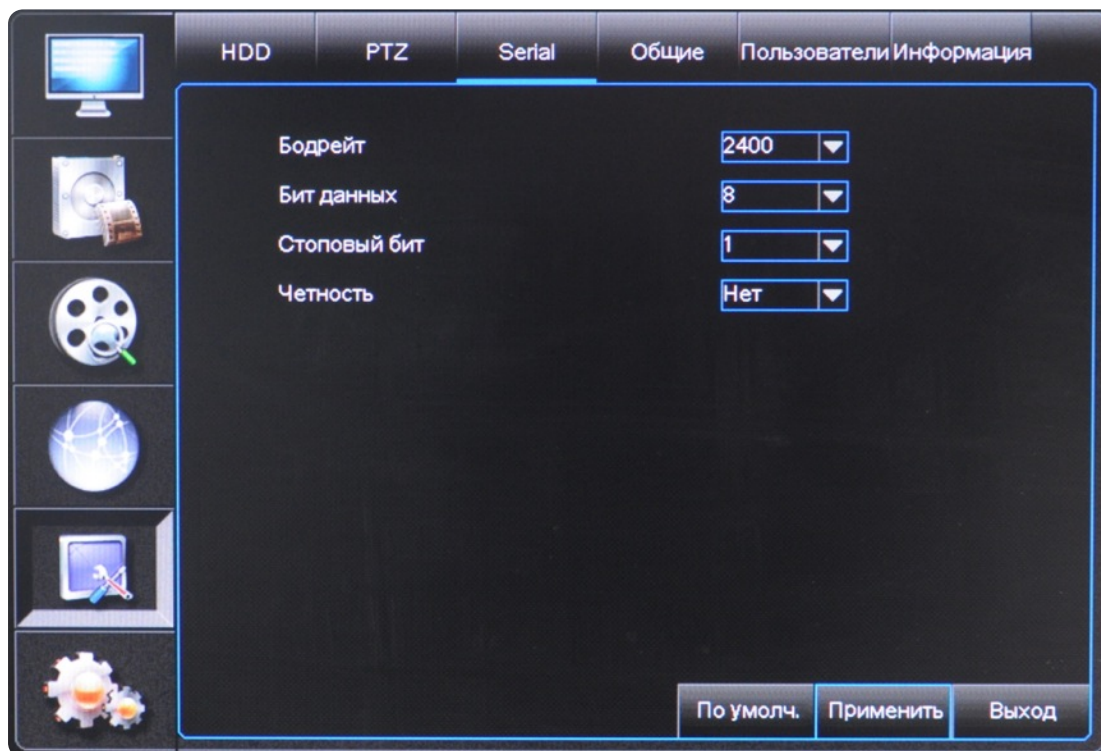 HDD PTZ Serial Общие Пользователи Информация
Бодрейт 2400
Бит данных 8
Стоповый бит 1
Четность Нет
По умолч. Применить Выход